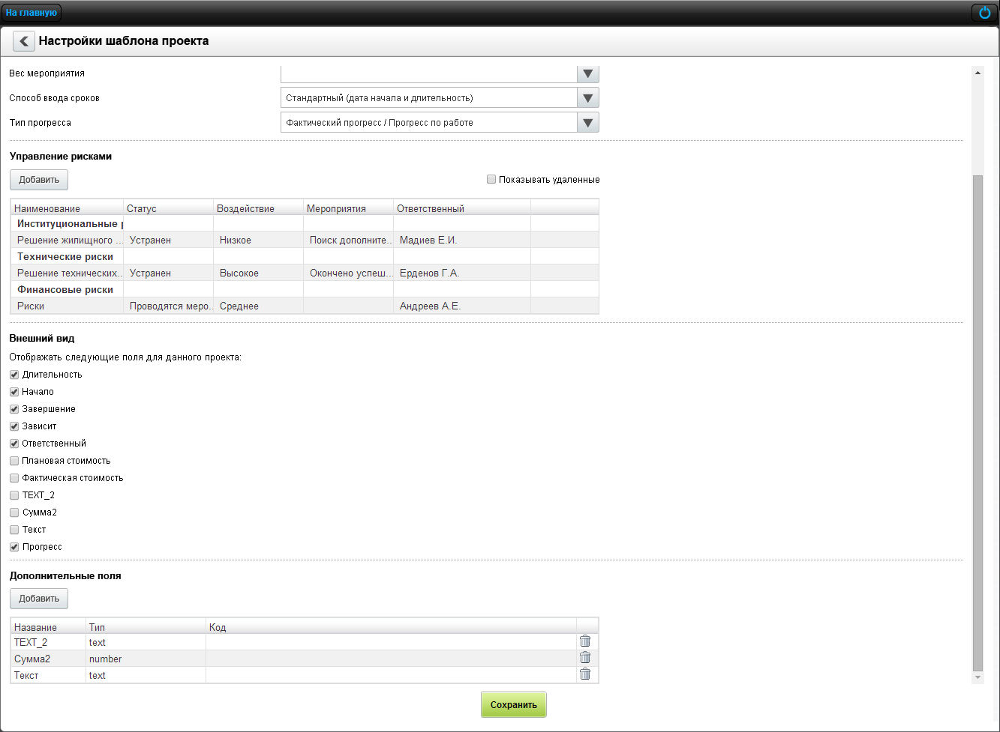 На главную
Настройки шаблона проекта
Вес мероприятия
Способ ввода сроков Стандартный (дата начала и длительность)
Тип прогресса Фактический прогресс / Прогресс по работе
Управление рисками
Добавить Показывать удаленные
Наименование Статус Воздействие Мероприятия Ответственный
Институциональные р
Решение жилищного ... Устранен Низкое Поиск дополните... Мадиев Е.И.
Технические риски
Решение технических... Устранен Высокое Окончено успеш... Ерденов Г.А.
Финансовые риски
Риски Проводятся меро... Среднее Андреев А.Е.
Внешний вид
Отображать следующие поля для данного проекта:
Длительность
Начало
Завершение
Зависит
Ответственный
Плановая стоимость
Фактическая стоимость
TEXT_2
Сумма2
Текст
Прогресс
Дополнительные поля
Добавить
Название Тип Код
TEXT_2 text
Сумма2 number
Текст text
Сохранить